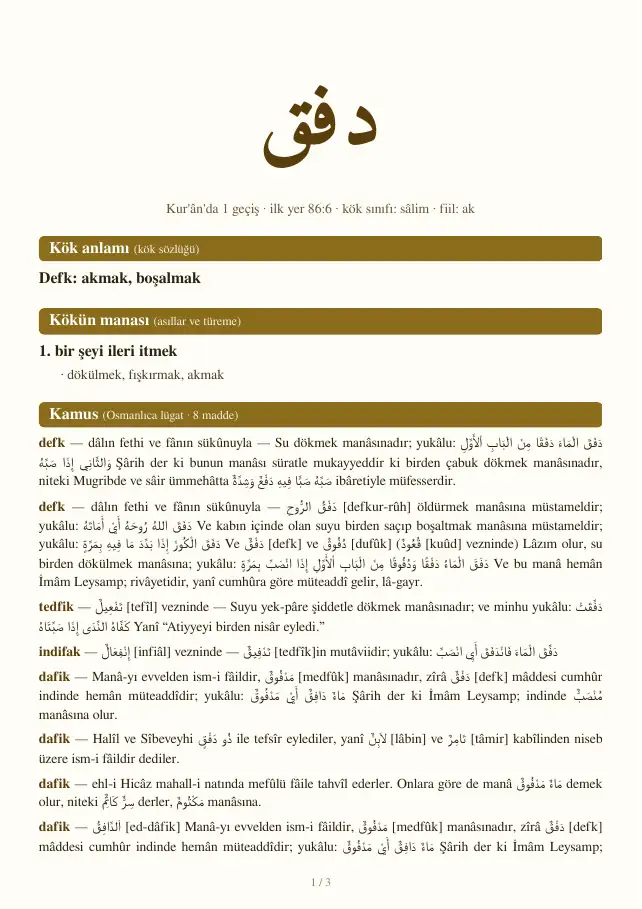 دفق
Kur'ân'da 1 geçiş · ilk yer 86:6 · kök sınıfı: sâlim · fiil: ak
Kök anlamı (kök sözlüğü)
Defk: akmak, boşalmak
Kökün manası (asıllar ve türeme)
1. bir şeyi ileri itmek
· dökülmek, fışkırmak, akmak
Kamus (Osmanlıca lügat · 8 madde)
defk — dâlın fethi ve fânın sükûnuyla — Su dökmek manâsınadır; yukâlu: دَفَقَ الْمَاءَ دَفْقًا مِنَ الْبَابِ الْأَوَّلِ
وَالثَّانِي إِذَا صَبَّهُ Şârih der ki bunun manâsı süratle mukayyeddir ki birden çabuk dökmek manâsınadır,
niteki Mugribde ve sâir ümmehâtta صَبَّهُ صَبًّا فِيهِ دَفْعٌ وَشِدَّةٌ ibâretiyle müfesserdir.
defk — dâlın fethi ve fânın sükûnuyla — دَفْقُ الرُّوحِ [defkur-rûh] öldürmek manâsına müstameldir;
yukâlu: دَفَقَ اللهُ رُوحَهُ أَيْ أَمَاتَهُ Ve kabın içinde olan suyu birden saçıp boşaltmak manâsına müstameldir;
yukâlu: دَفَقَ الْكُوزَ إِذَا بَدَّدَ مَا فِيهِ بِمَرَّةٍ Ve دَفْقٌ [defk] ve دُفُوقٌ [dufûk] (قُعُودٌ [kuûd] vezninde) Lâzım olur, su
birden dökülmek manâsına; yukâlu: دَفَقَ الْمَاءُ دَفْقًا وَدُفُوقًا مِنَ الْبَابِ الْأَوَّلِ إِذَا انْصَبَّ بِمَرَّةٍ Ve bu manâ hemân
İmâm Leysamp; rivâyetidir, yanî cumhûra göre müteaddî gelir, lâ-gayr.
tedfik — تَفْعِيلٌ [tefîl] vezninde — Suyu yek-pâre şiddetle dökmek manâsınadır; ve minhu yukâlu: دَفَّقَتْ
كَفَّاهُ النَّدَى إِذَا صَبَّتَاهُ Yanî “Atiyyeyi birden nisâr eyledi.”
indifak — إِنْفِعَالٌ [infiâl] vezninde — تَدْفِيقٌ [tedfîk]in mutâviidir; yukâlu: دَفَّقَ الْمَاءَ فَانْدَفَقَ أَيِ انْصَبَّ
dafik — Manâ-yı evvelden ism-i fâildir, مَدْفُوقٌ [medfûk] manâsınadır, zîrâ دَفْقٌ [defk] mâddesi cumhûr
indinde hemân müteaddîdir; yukâlu: مَاءٌ دَافِقٌ أَيْ مَدْفُوقٌ Şârih der ki İmâm Leysamp; indinde مُنْصَبٌّ
manâsına olur.
dafik — Halîl ve Sîbeveyhi ذُو دَفْقٍ ile tefsîr eylediler, yanî لَابِنٌ [lâbin] ve تَامِرٌ [tâmir] kabîlinden niseb
üzere ism-i fâildir dediler.
dafik — ehl-i Hicâz mahall-i natında mefûlü fâile tahvîl ederler. Onlara göre de manâ مَاءٌ مَدْفُوقٌ demek
olur, niteki سِرٌّ كَاتِمٌ derler, مَكْتُومٌ manâsına.
dafik — اَلدَّافِقُ [ed-dâfik] Manâ-yı evvelden ism-i fâildir, مَدْفُوقٌ [medfûk] manâsınadır, zîrâ دَفْقٌ [defk]
mâddesi cumhûr indinde hemân müteaddîdir; yukâlu: مَاءٌ دَافِقٌ أَيْ مَدْفُوقٌ Şârih der ki İmâm Leysamp;
1 / 3